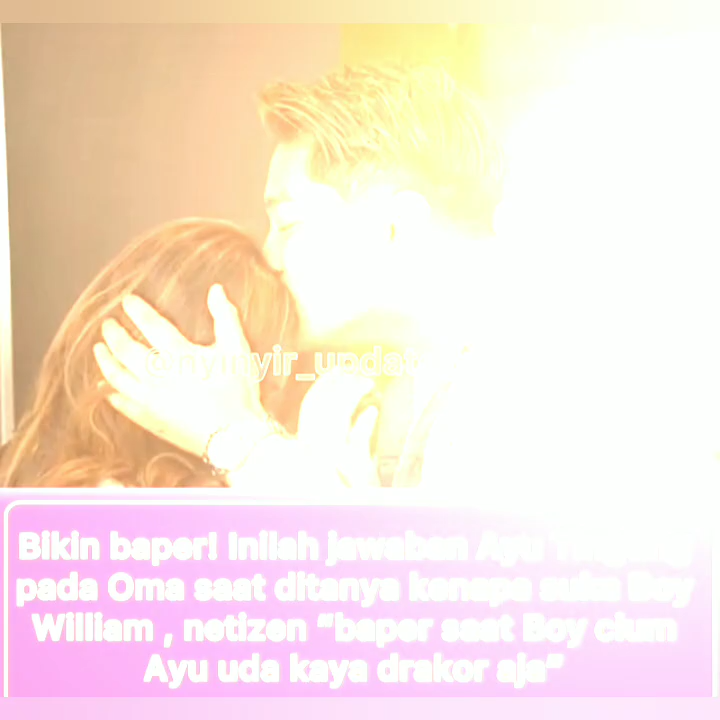 @nyinyir_update
Bikin baper! Inilah jawaban Ayu
pada Oma saat ditanya kenapa suka Boy
William , netizen "baper saat Boy cium
Ayu uda kaya drakor aja"